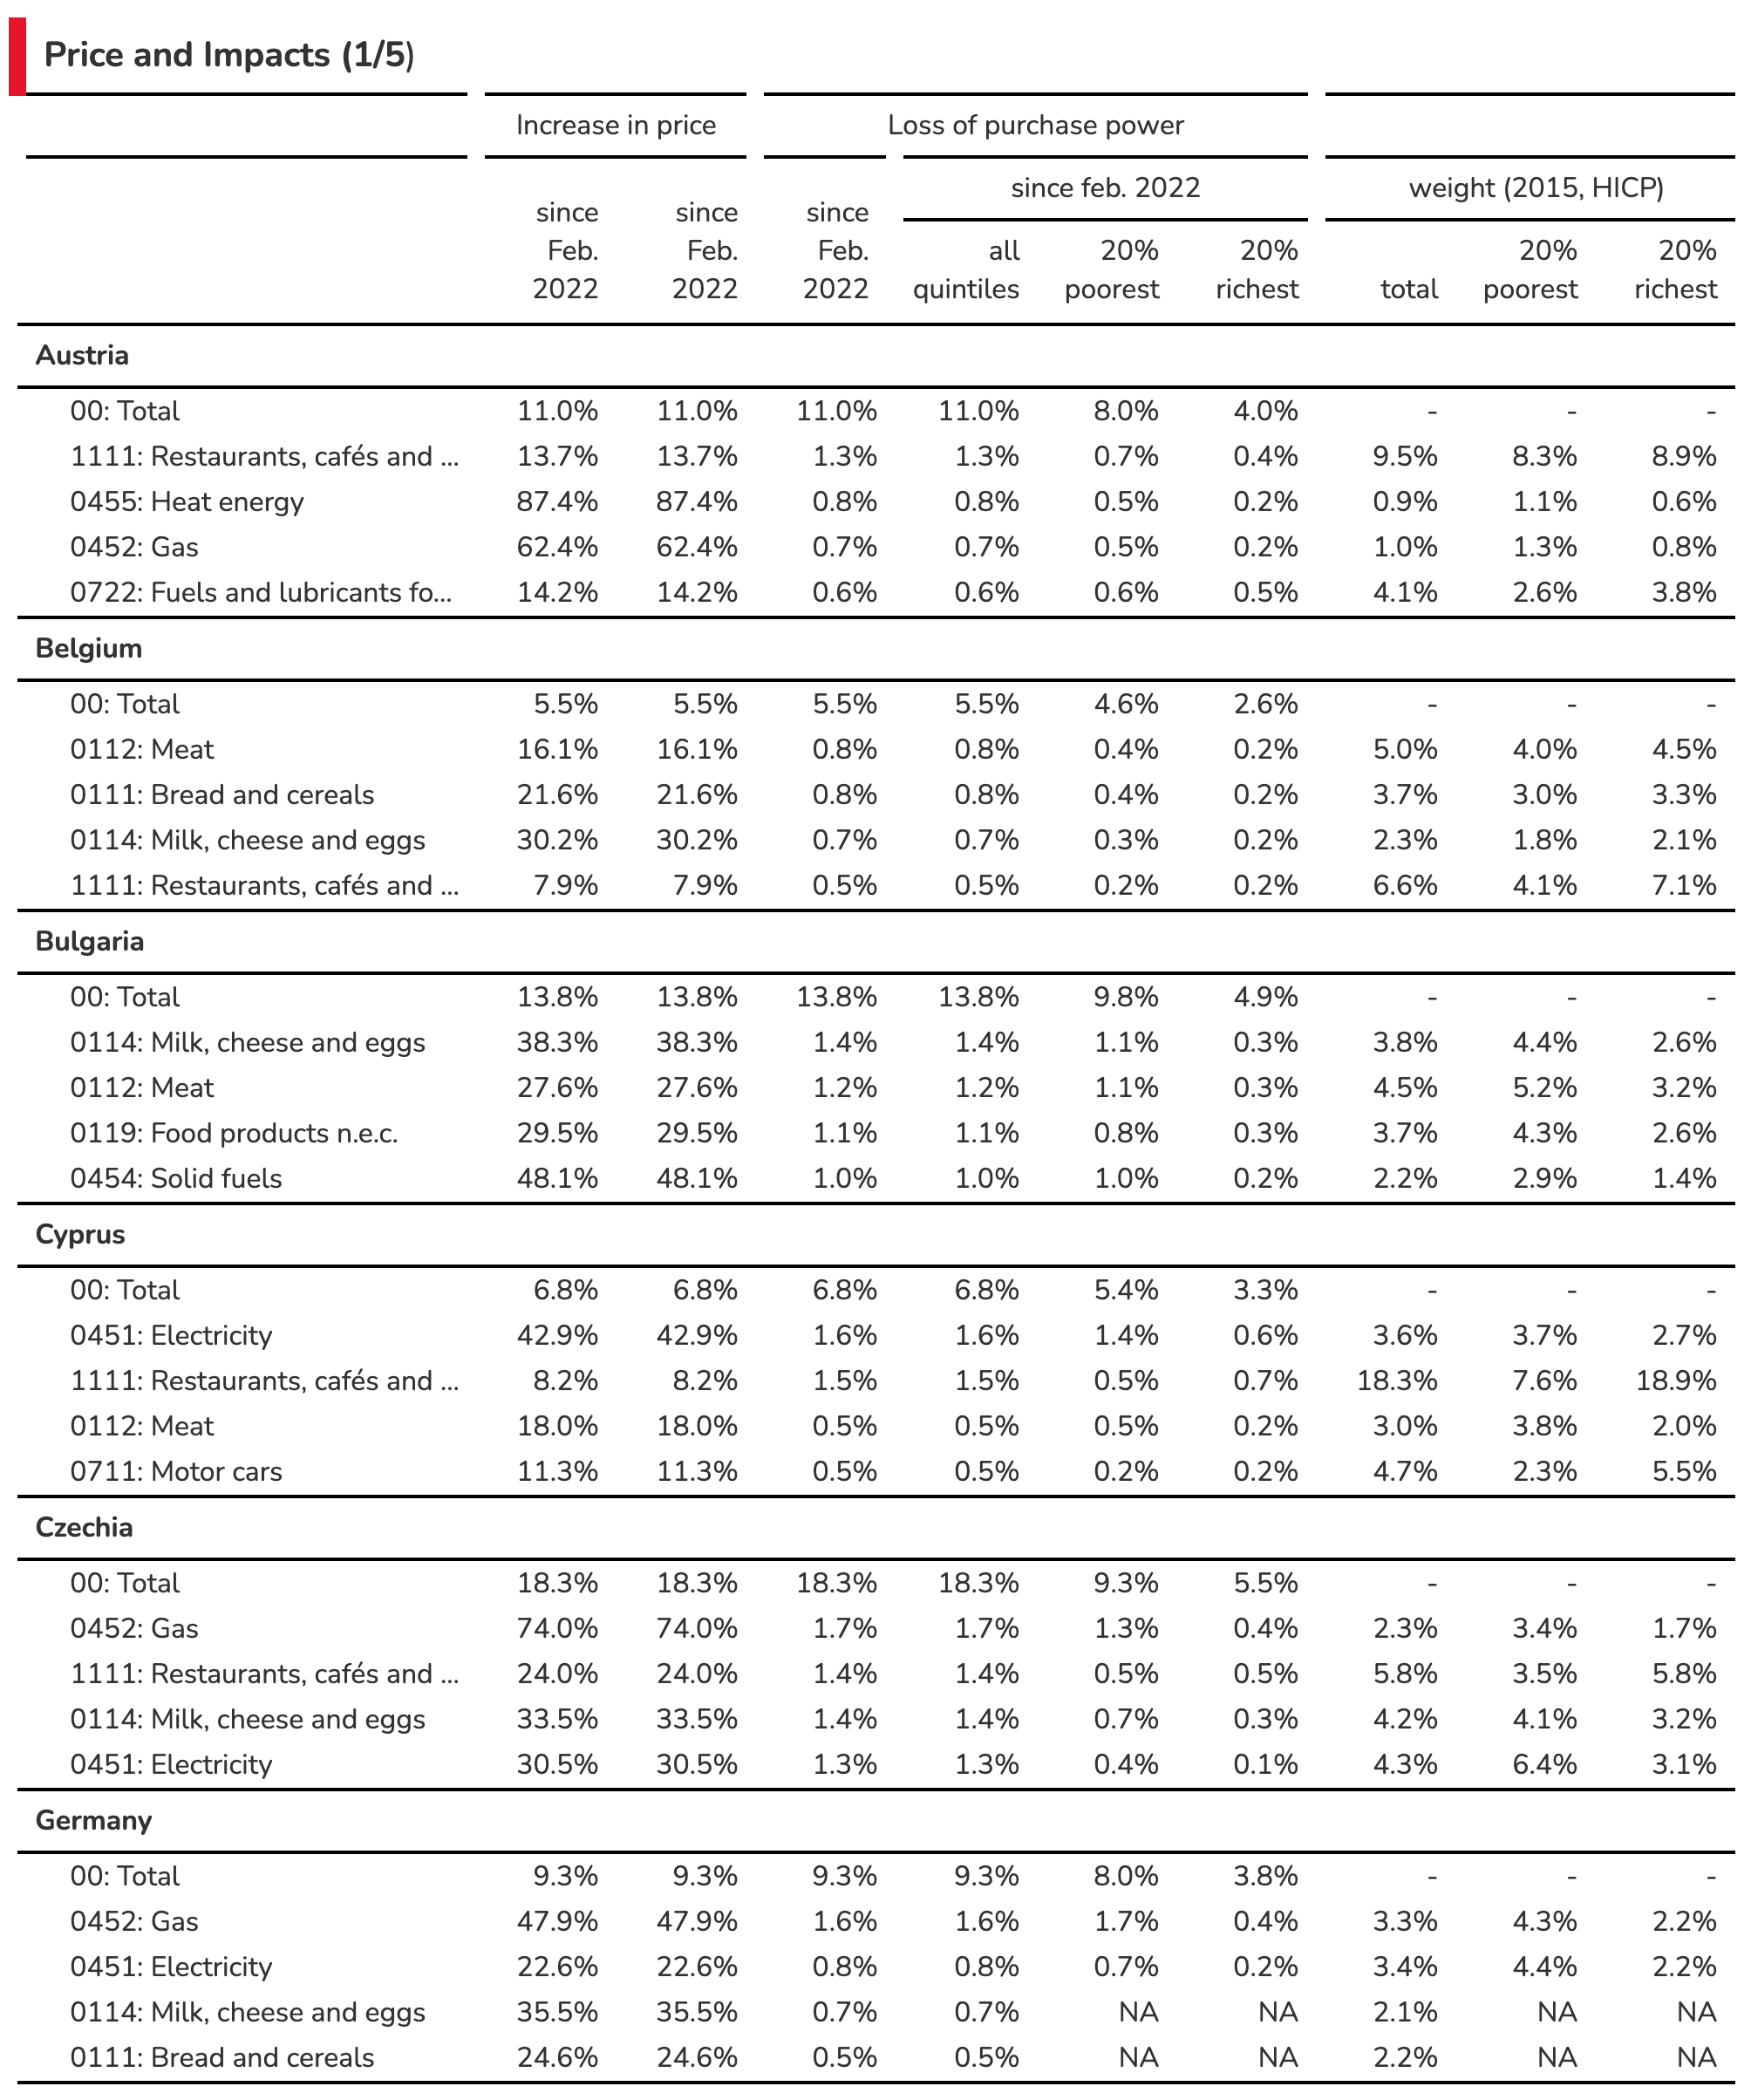 Price and Impacts (1/5)
Increase in price Loss of purchase power
since feb. 2022 weight (2015, HICP)
since since since
Feb. Feb. Feb. all 20% 20% 20% 20%
2022 2022 2022 quintiles poorest richest total poorest richest
Austria
00: Total 11.0% 11.0% 11.0% 11.0% 8.0% 4.0% - - -
1111: Restaurants, cafés and ... 13.7% 13.7% 1.3% 1.3% 0.7% 0.4% 9.5% 8.3% 8.9%
0455: Heat energy 87.4% 87.4% 0.8% 0.8% 0.5% 0.2% 0.9% 1.1% 0.6%
0452: Gas 62.4% 62.4% 0.7% 0.7% 0.5% 0.2% 1.0% 1.3% 0.8%
0722: Fuels and lubricants fo... 14.2% 14.2% 0.6% 0.6% 0.6% 0.5% 4.1% 2.6% 3.8%
Belgium
00: Total 5.5% 5.5% 5.5% 5.5% 4.6% 2.6% - - -
0112: Meat 16.1% 16.1% 0.8% 0.8% 0.4% 0.2% 5.0% 4.0% 4.5%
0111: Bread and cereals 21.6% 21.6% 0.8% 0.8% 0.4% 0.2% 3.7% 3.0% 3.3%
0114: Milk, cheese and eggs 30.2% 30.2% 0.7% 0.7% 0.3% 0.2% 2.3% 1.8% 2.1%
1111: Restaurants, cafés and ... 7.9% 7.9% 0.5% 0.5% 0.2% 0.2% 6.6% 4.1% 7.1%
Bulgaria
00: Total 13.8% 13.8% 13.8% 13.8% 9.8% 4.9% - - -
0114: Milk, cheese and eggs 38.3% 38.3% 1.4% 1.4% 1.1% 0.3% 3.8% 4.4% 2.6%
0112: Meat 27.6% 27.6% 1.2% 1.2% 1.1% 0.3% 4.5% 5.2% 3.2%
0119: Food products n.e.c. 29.5% 29.5% 1.1% 1.1% 0.8% 0.3% 3.7% 4.3% 2.6%
0454: Solid fuels 48.1% 48.1% 1.0% 1.0% 1.0% 0.2% 2.2% 2.9% 1.4%
Cyprus
00: Total 6.8% 6.8% 6.8% 6.8% 5.4% 3.3% - - -
0451: Electricity 42.9% 42.9% 1.6% 1.6% 1.4% 0.6% 3.6% 3.7% 2.7%
1111: Restaurants, cafés and ... 8.2% 8.2% 1.5% 1.5% 0.5% 0.7% 18.3% 7.6% 18.9%
0112: Meat 18.0% 18.0% 0.5% 0.5% 0.5% 0.2% 3.0% 3.8% 2.0%
0711: Motor cars 11.3% 11.3% 0.5% 0.5% 0.2% 0.2% 4.7% 2.3% 5.5%
Czechia
00: Total 18.3% 18.3% 18.3% 18.3% 9.3% 5.5% - - -
0452: Gas 74.0% 74.0% 1.7% 1.7% 1.3% 0.4% 2.3% 3.4% 1.7%
1111: Restaurants, cafés and ... 24.0% 24.0% 1.4% 1.4% 0.5% 0.5% 5.8% 3.5% 5.8%
0114: Milk, cheese and eggs 33.5% 33.5% 1.4% 1.4% 0.7% 0.3% 4.2% 4.1% 3.2%
0451: Electricity 30.5% 30.5% 1.3% 1.3% 0.4% 0.1% 4.3% 6.4% 3.1%
Germany
00: Total 9.3% 9.3% 9.3% 9.3% 8.0% 3.8% - - -
0452: Gas 47.9% 47.9% 1.6% 1.6% 1.7% 0.4% 3.3% 4.3% 2.2%
0451: Electricity 22.6% 22.6% 0.8% 0.8% 0.7% 0.2% 3.4% 4.4% 2.2%
0114: Milk, cheese and eggs 35.5% 35.5% 0.7% 0.7% NA NA 2.1% NA NA
0111: Bread and cereals 24.6% 24.6% 0.5% 0.5% NA NA 2.2% NA NA